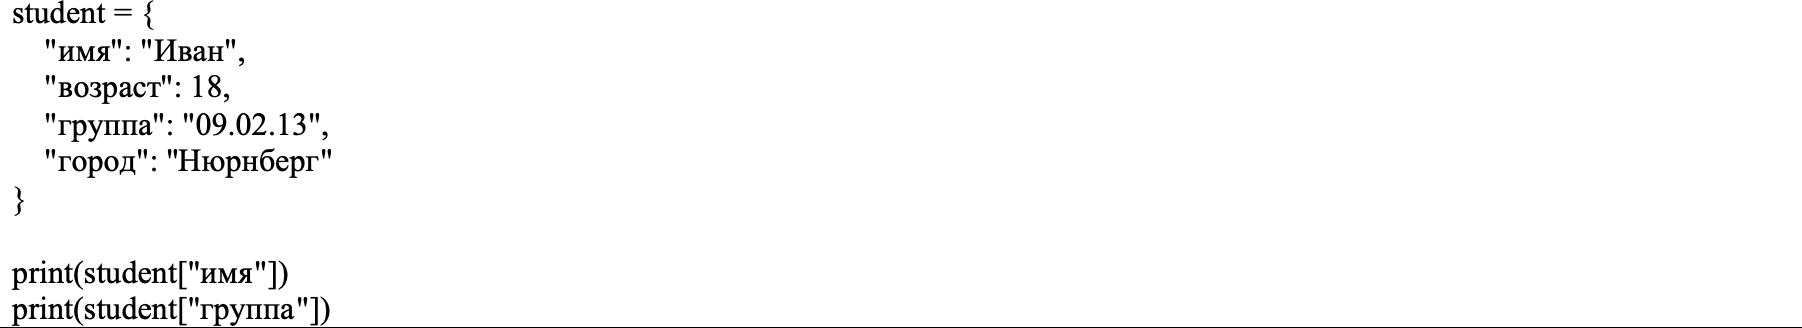 student = {
    "имя": "Иван",
    "возраст": 18,
    "группа": "09.02.13",
    "город": "Нюрнберг"
}

print(student["имя"])
print(student["группа"])